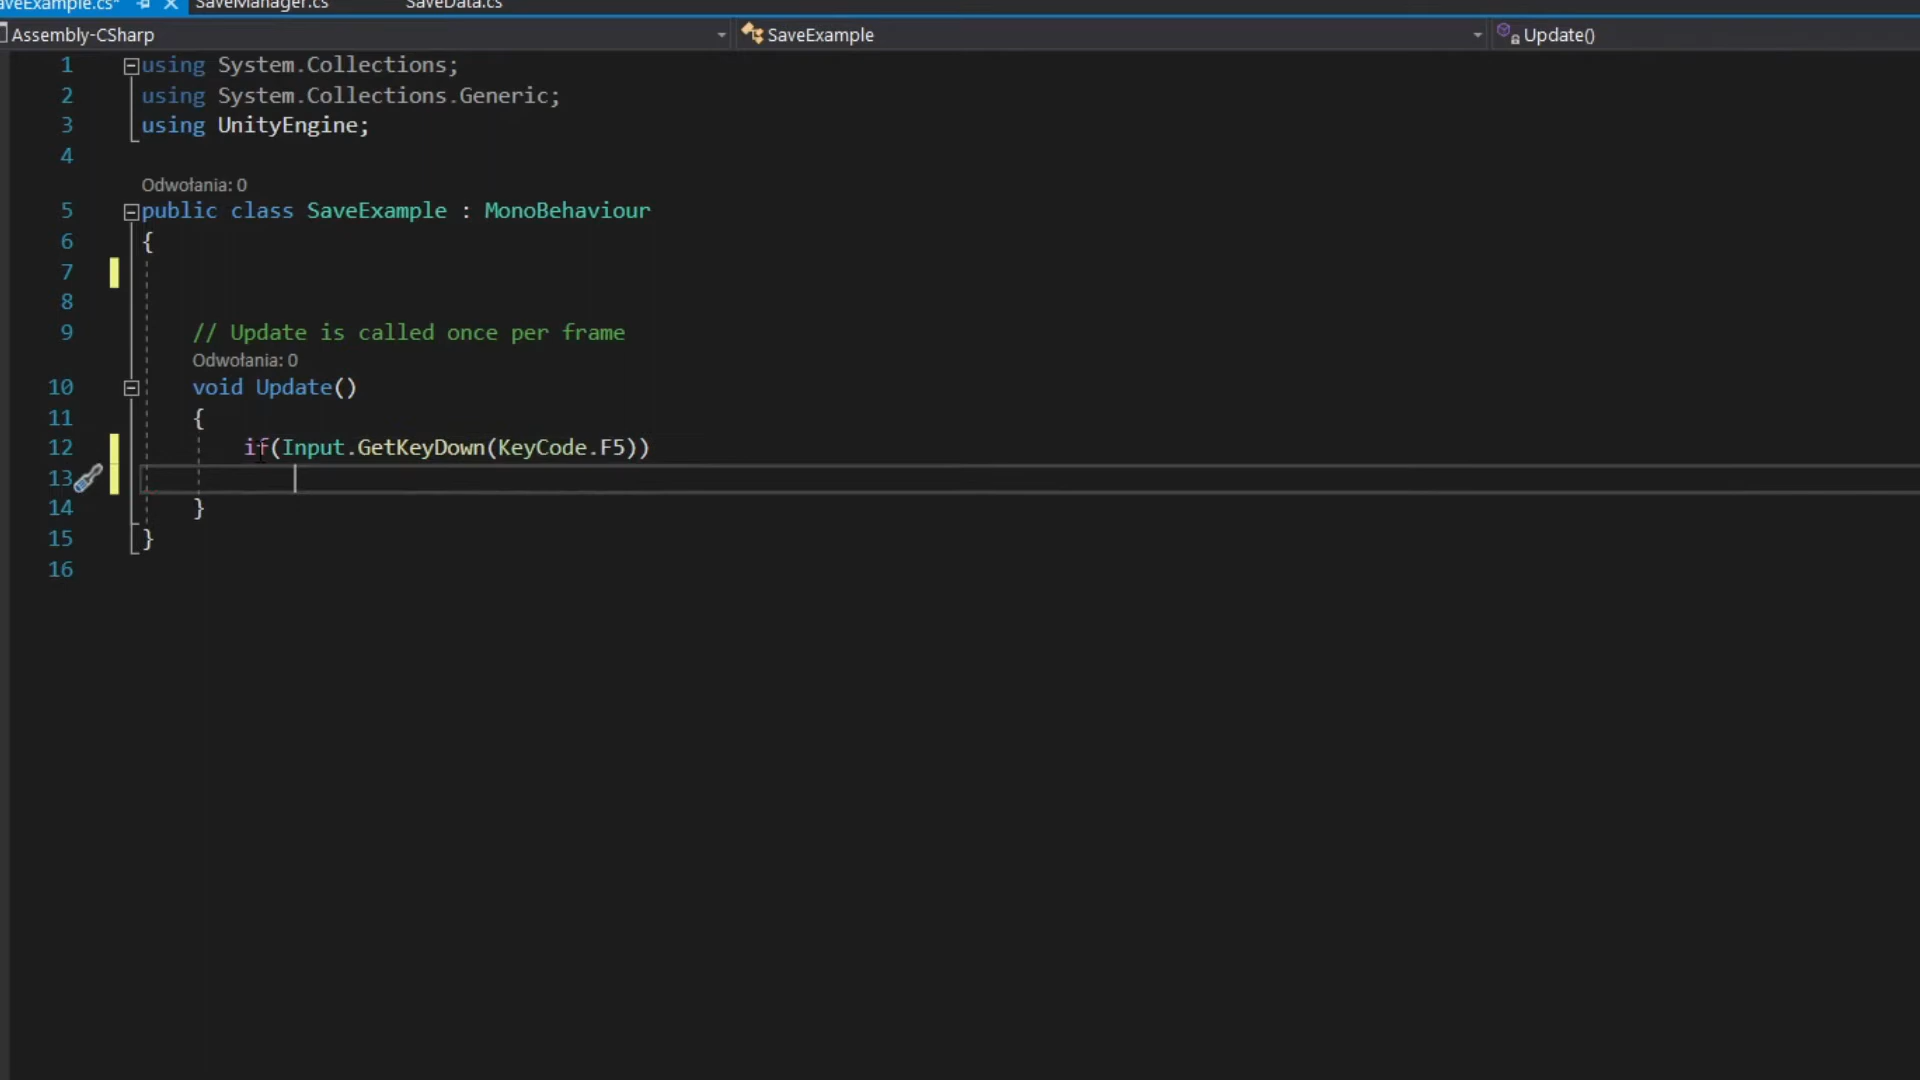 SaveManager.cs SaveData.cs
Assembly-CSharp SaveExample Update()
1 using System.Collections;
2 using System.Collections.Generic;
3 using UnityEngine;
4
Odwołania: 0
5 public class SaveExample : MonoBehaviour
6 {
7
8
9 // Update is called once per frame
Odwołania: 0
10 void Update()
11 {
12 if(Input.GetKeyDown(KeyCode.F5))
13
14 }
15 }
16